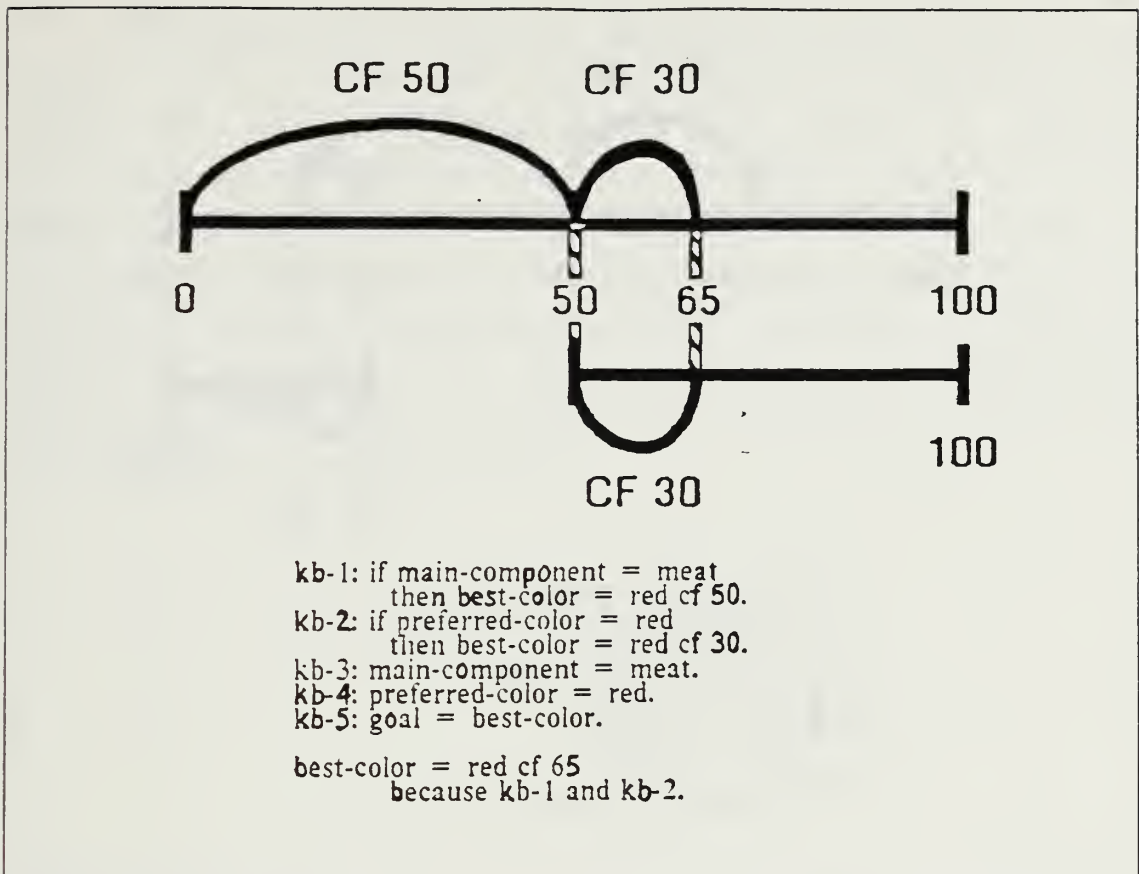 CF 50 CF 30
0 50 65 100
100
CF 30
kb-1: if main-component = meat
then best-color = red cf 50.
kb-2: if preferred-color = red
then best-color = red cf 30.
kb-3: main-component = meat.
kb-4: preferred-color = red.
kb-5: goal = best-color.
best-color = red cf 65
because kb-1 and kb-2.